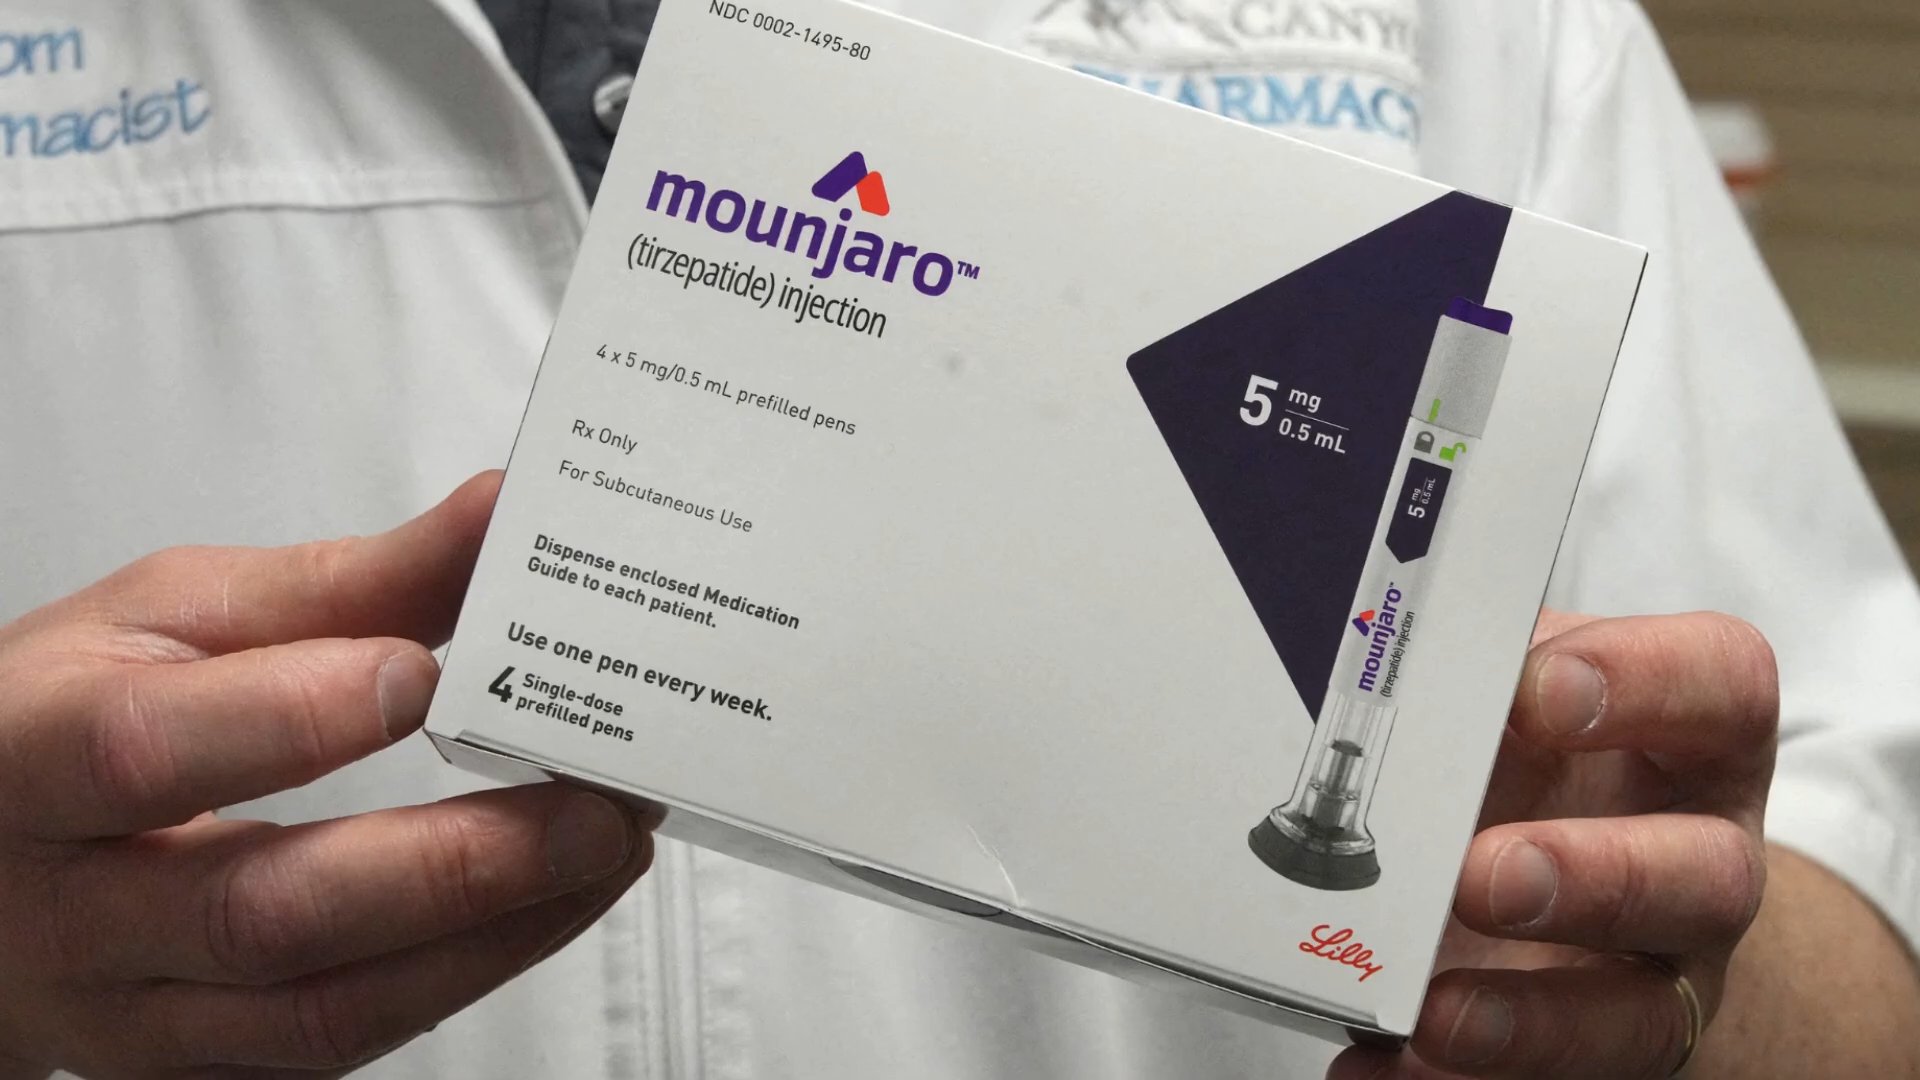 NDC 0002-1495-80
mounjaro™
(tirzepatide) injection
4 x 5 mg/0.5 mL prefilled pens
Rx Only
For Subcutaneous Use
Dispense enclosed Medication
Guide to each patient.
Use one pen every week.
4 Single-dose
prefilled pens
5 mg
0.5 mL
5 mg
0.5 mL
mounjaro™
(tirzepatide) injection
Lilly